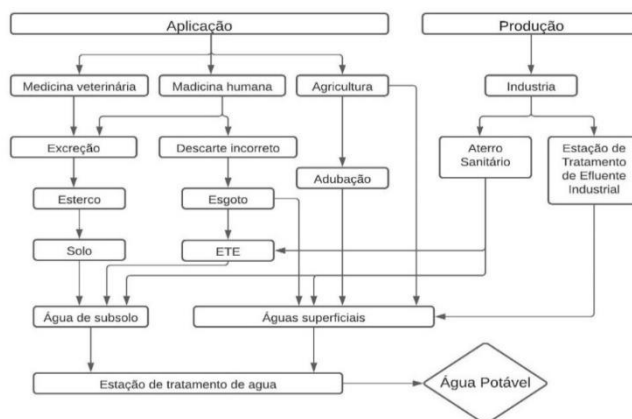 Aplicação
Produção
Medicina veterinária
Madicina humana
Agricultura
Industria
Excreção
Descarte incorreto
Aterro
Sanitário
Estação de
Tratamento
de Efluente
Industrial
Adubação
Esterco
Esgoto
Solo
ETE
Água de subsolo
Águas superficiais
Estação de tratamento de agua
Água Potável